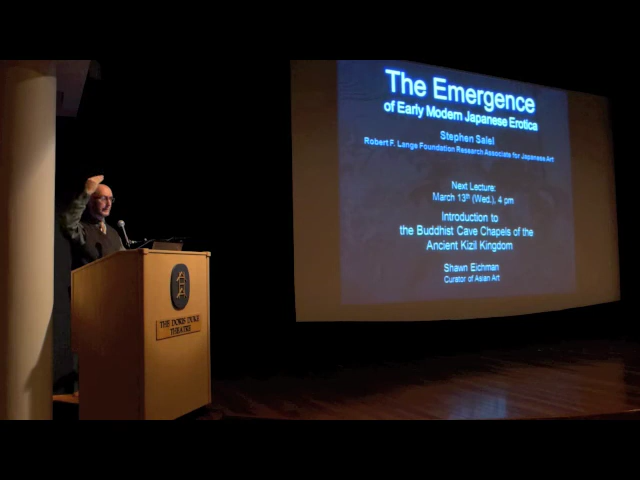 The Emergence
of Early Modern Japanese Erotica
Stephen Salel
Robert F. Lange Foundation Research Associate for Japanese Art
Next Lecture:
March 13th (Wed.), 4 pm
Introduction to
the Buddhist Cave Chapels of the
Ancient Kizil Kingdom
Shawn Eichman
Curator of Asian Art
THE DORIS DUKE
THEATRE